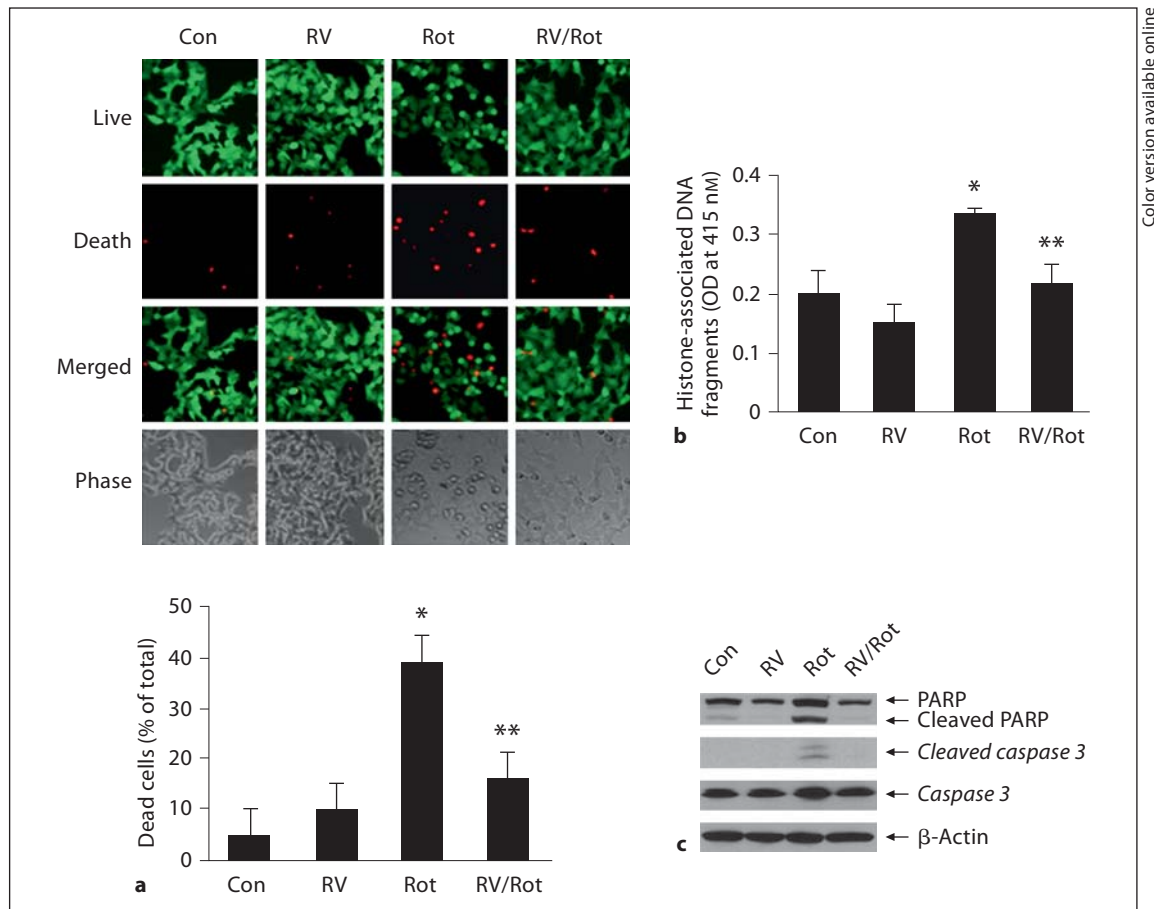 Color version available online
Con RV Rot RV/Rot
Live
Death
Merged
Phase
50
40
30
20
10
0
Dead cells (% of total)
*
**
Con RV Rot RV/Rot
a
0.4
0.3
0.2
0.1
0
Histone-associated DNA
fragments (OD at 415 nM)
*
**
Con RV Rot RV/Rot
b
Con RV Rot RV/Rot
← PARP
← Cleaved PARP
← Cleaved caspase 3
← Caspase 3
← β-Actin
c